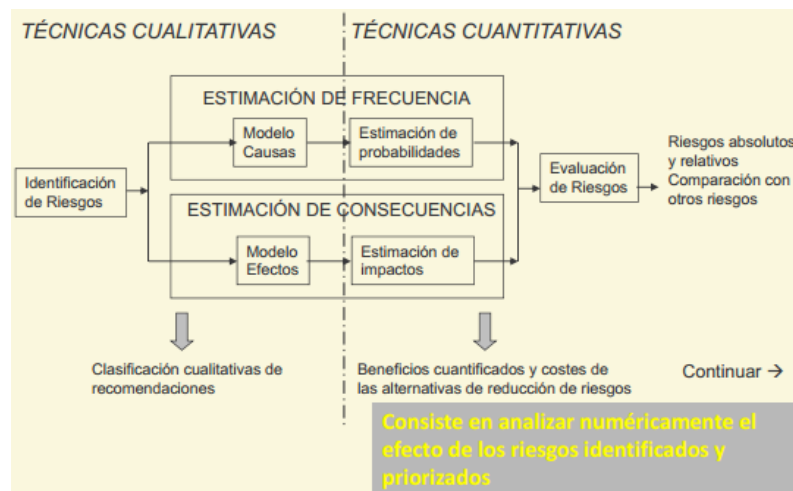 TÉCNICAS CUALITATIVAS
TÉCNICAS CUANTITATIVAS
ESTIMACIÓN DE FRECUENCIA
Modelo
Causas
Estimación de
probabilidades
Identificación
de Riesgos
ESTIMACIÓN DE CONSECUENCIAS
Modelo
Efectos
Estimación de
impactos
Evaluación
de Riesgos
Riesgos absolutos
y relativos
Comparación con
otros riesgos
Clasificación cualitativas de
recomendaciones
Beneficios cuantificados y costes de
las alternativas de reducción de riesgos
Continuar →
Consiste en analizar numéricamente el
efecto de los riesgos identificados y
priorizados